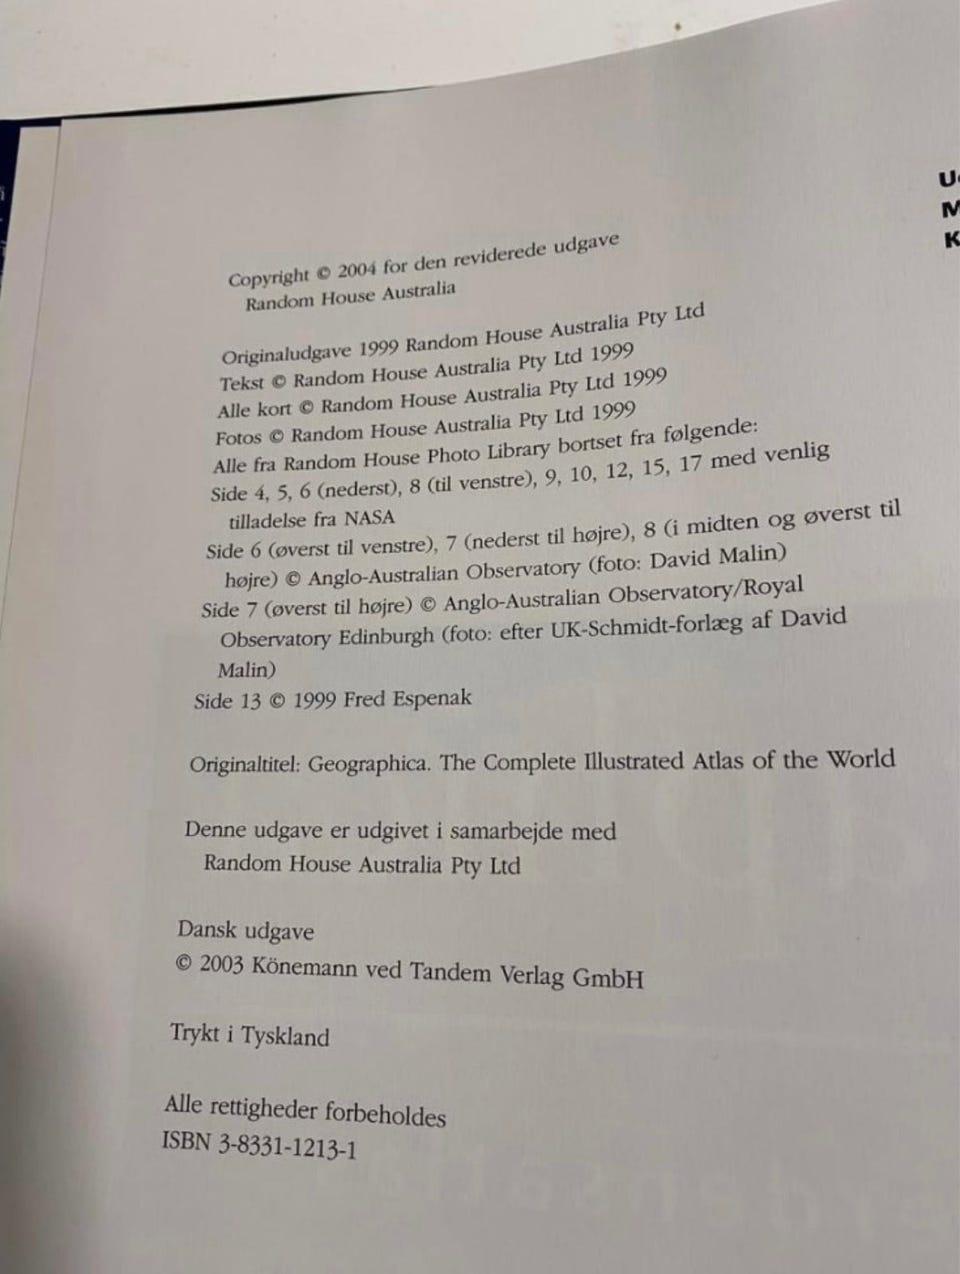 Copyright © 2004 for den reviderede udgave
Random House Australia
Originaludgave 1999 Random House Australia Pty Ltd
Tekst © Random House Australia Pty Ltd 1999
Alle kort © Random House Australia Pty Ltd 1999
Fotos © Random House Australia Pty Ltd 1999
Alle fra Random House Photo Library bortset fra følgende:
Side 4, 5, 6 (nederst), 8 (til venstre), 9, 10, 12, 15, 17 med venlig
tilladelse fra NASA
Side 6 (øverst til venstre), 7 (nederst til højre), 8 (i midten og øverst til
højre) © Anglo-Australian Observatory (foto: David Malin)
Side 7 (øverst til højre) © Anglo-Australian Observatory/Royal
Observatory Edinburgh (foto: efter UK-Schmidt-forlæg af David
Malin)
Side 13 © 1999 Fred Espenak
Originaltitel: Geographica. The Complete Illustrated Atlas of the World
Denne udgave er udgivet i samarbejde med
Random House Australia Pty Ltd
Dansk udgave
© 2003 Könemann ved Tandem Verlag GmbH
Trykt i Tyskland
Alle rettigheder forbeholdes
ISBN 3-8331-1213-1